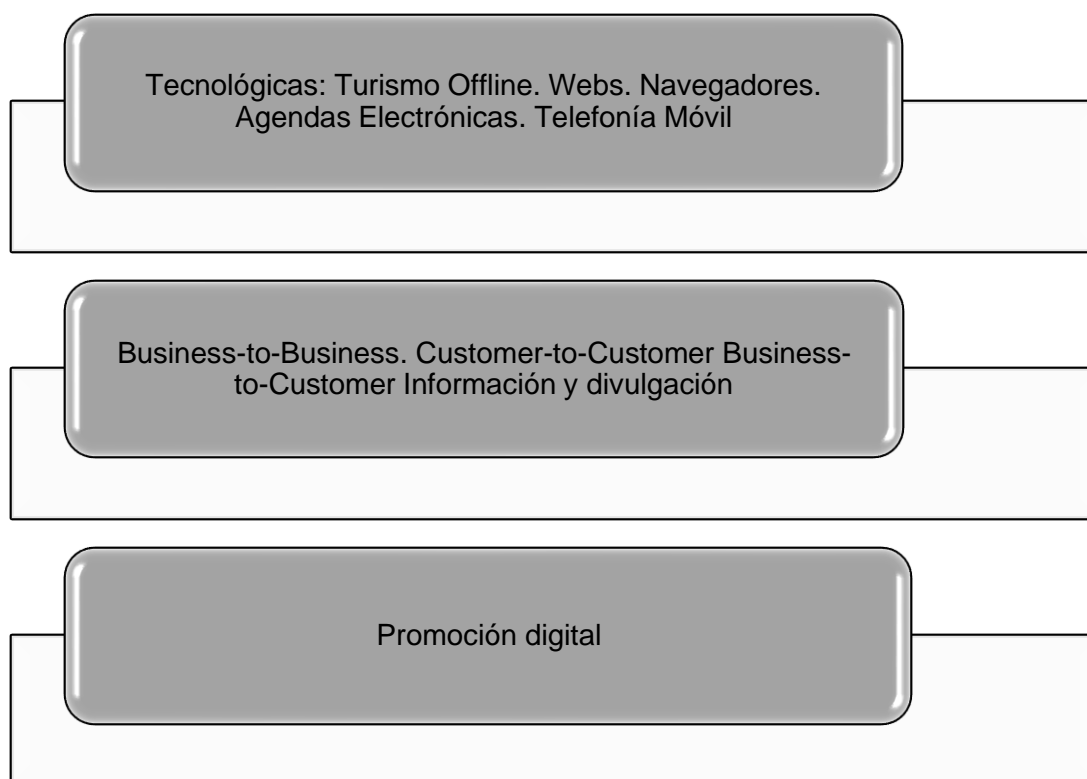 Tecnológicas: Turismo Offline. Webs. Navegadores.
Agendas Electrónicas. Telefonía Móvil
Business-to-Business. Customer-to-Customer Business-
to-Customer Información y divulgación
Promoción digital